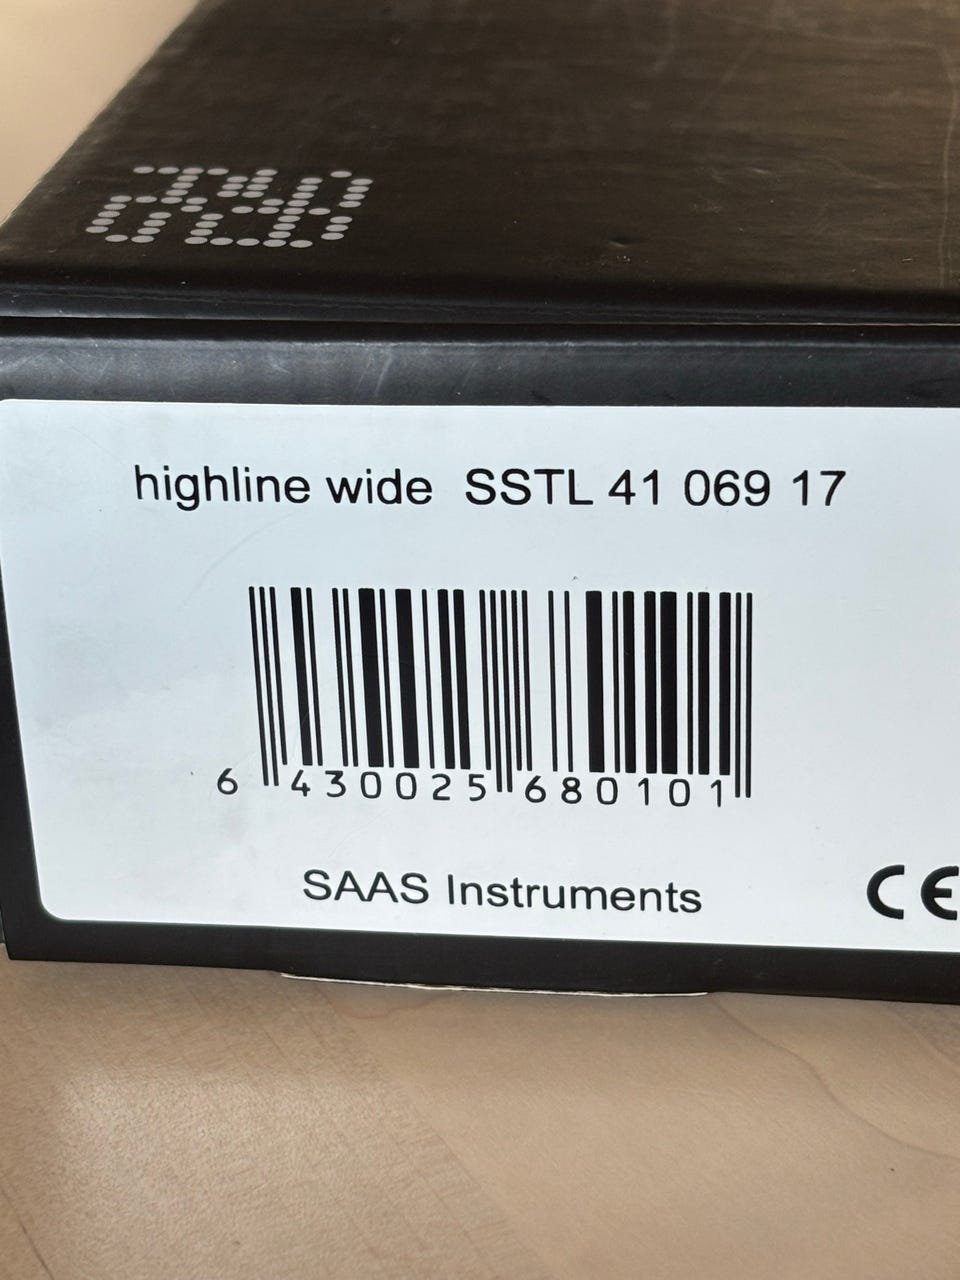 highline wide SSTL 41 069 17
6 430025 680101
SAAS Instruments
CE